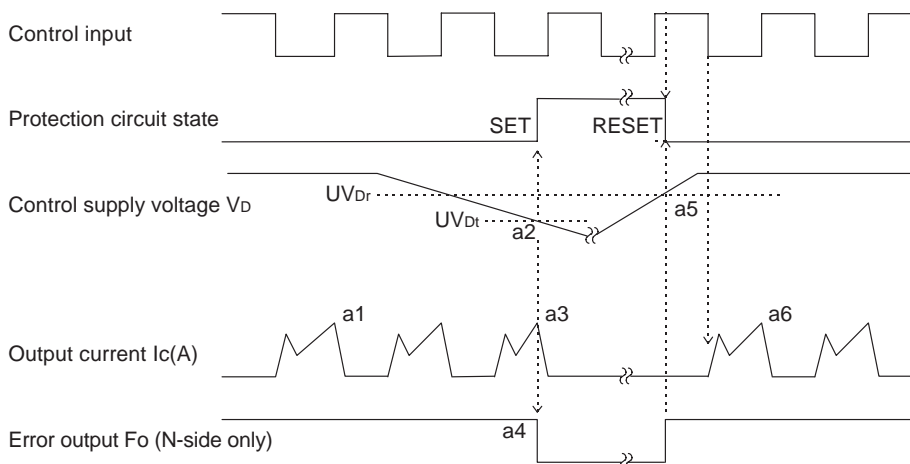 Control input
Protection circuit state
SET
RESET
UVDr
Control supply voltage VD
UVDt
a2
a5
a1
a3
a6
Output current Ic(A)
a4
Error output Fo (N-side only)